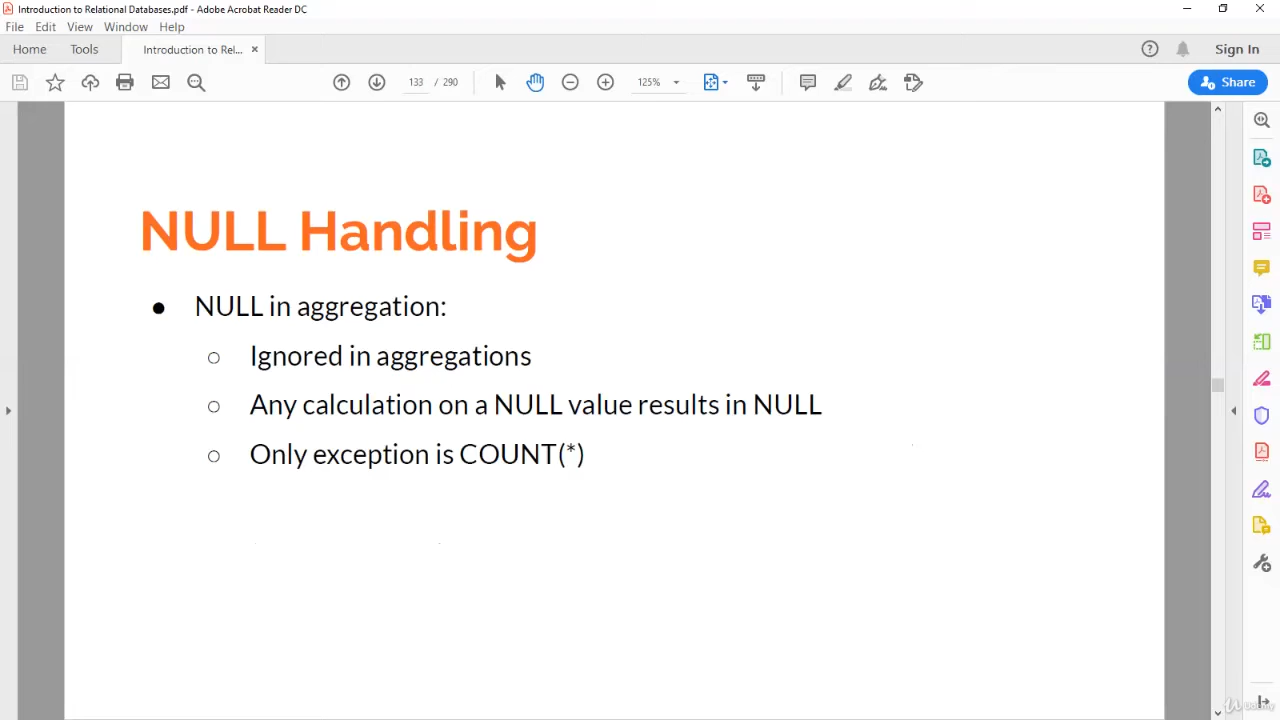 Introduction to Relational Databases.pdf - Adobe Acrobat Reader DC
File Edit View Window Help
Home Tools Introduction to Rel... × Sign In
133 / 290 125% Share
NULL Handling
● NULL in aggregation:
○ Ignored in aggregations
○ Any calculation on a NULL value results in NULL
○ Only exception is COUNT(*)
Udemy